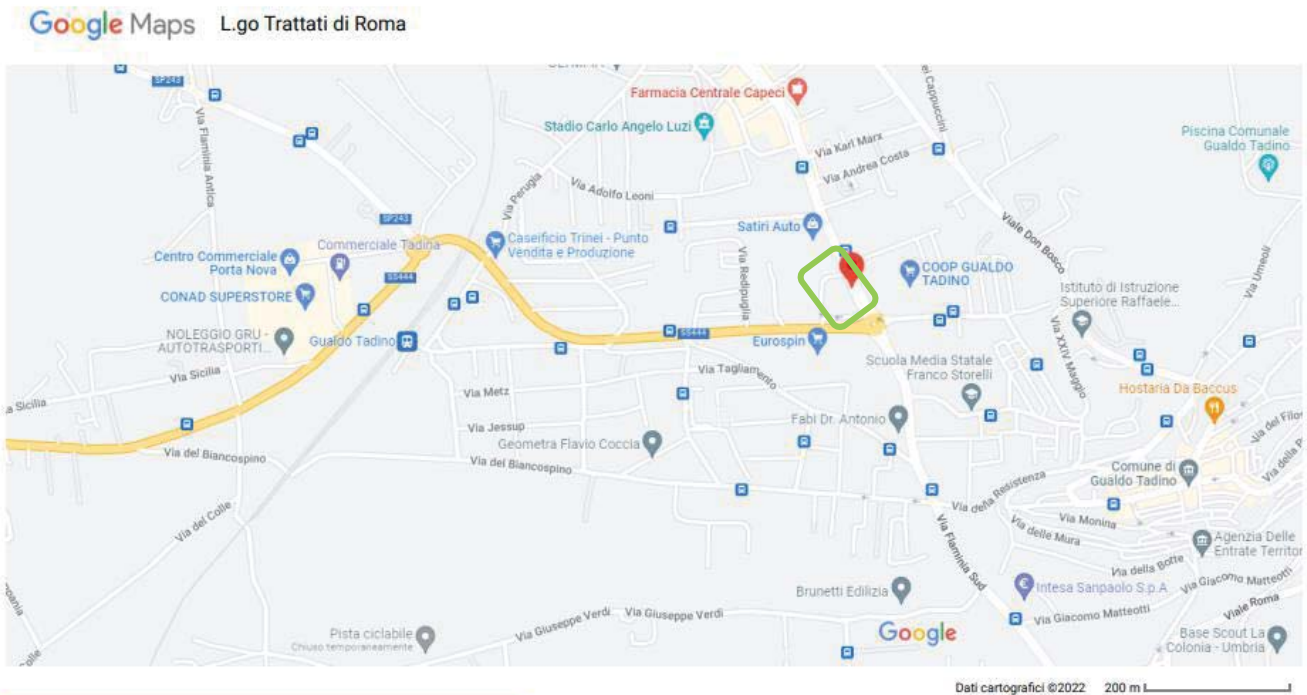 Google Maps L.go Trattati di Roma
SP243
Farmacia Centrale Capeci
Stadio Carlo Angelo Luzi
Via Karl Marx
Via Andrea Costa
Piscina Comunale
Gualdo Tadino
Via Flaminia Antica
Via Perugia
Via Adolfo Leoni
SP243
Satiri Auto
Viale Don Bosco
Via Umeoli
Centro Commerciale
Porta Nova
Commerciale Tadina
Caseificio Trinei - Punto
Vendita e Produzione
Via Redipuglia
COOP GUALDO
TADINO
SS444
CONAD SUPERSTORE
Istituto di Istruzione
Superiore Raffaele...
NOLEGGIO GRU -
AUTOTRASPORTI...
Gualdo Tadino
SS444
Eurospin
Via XXIV Maggio
Scuola Media Statale
Franco Storelli
Via Sicilia
Via Tagliamento
Via Metz
Hostaria Da Baccus
a Sicilia
Fabi Dr. Antonio
Via Jessup
Geometra Flavio Coccia
Via del Biancospino
Via del Biancospino
Comune di
Gualdo Tadino
Via della Resistenza
Via del Colle
Via Monina
Via delle Mura
Via Flaminia Sud
Agenzia Delle
Entrate Territor
Via della Botte
Brunetti Edilizia
Intesa Sanpaolo S.p.A
Via Giacomo Matteotti
Viale Roma
Via Giuseppe Verdi
Via Giuseppe Verdi
Via Giacomo Matteotti
Pista ciclabile
Chiuso temporaneamente
Google
Base Scout La
Colonia - Umbria
Dati cartografici ©2022 200 m